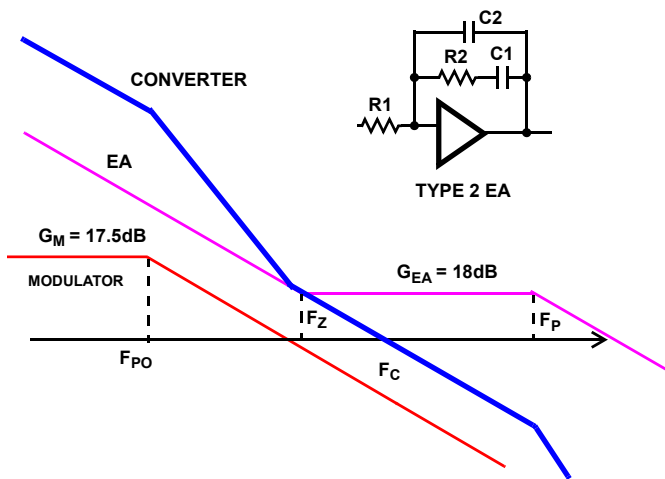 C2
R2
C1
R1
TYPE 2 EA
CONVERTER
EA
G_M = 17.5dB
MODULATOR
G_EA = 18dB
F_Z
F_P
F_PO
F_C